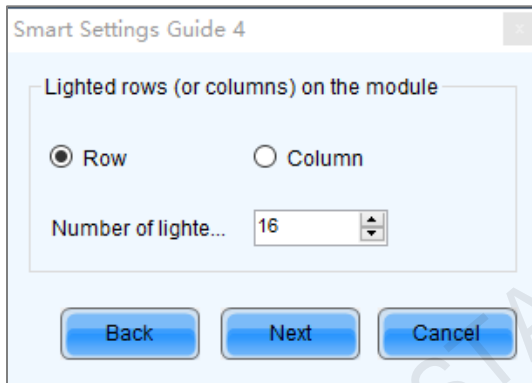 Smart Settings Guide 4
Lighted rows (or columns) on the module
Row Column
Number of lighte... 16
Back Next Cancel